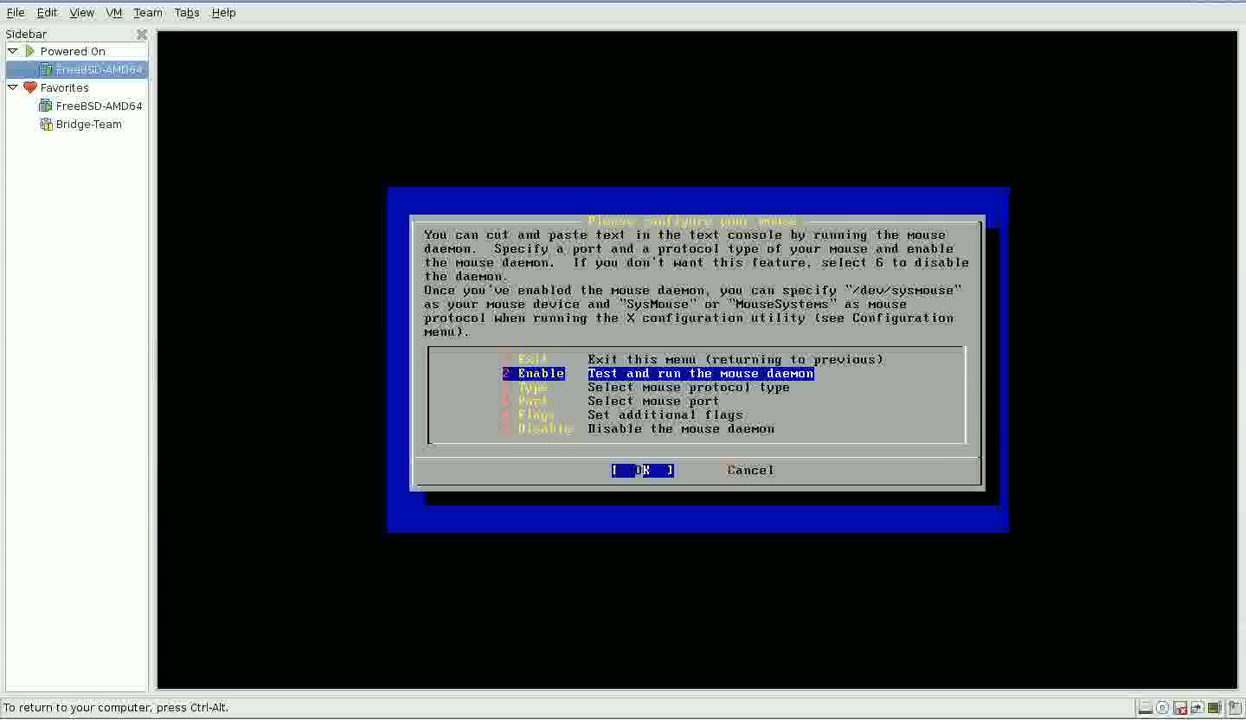 File Edit View VM Team Tabs Help
Sidebar
Powered On
FreeBSD-AMD64
Favorites
FreeBSD-AMD64
Bridge-Team
Please configure your mouse
You can cut and paste text in the text console by running the mouse
daemon.  Specify a port and a protocol type of your mouse and enable
the mouse daemon.  If you don't want this feature, select 6 to disable
the daemon.
Once you've enabled the mouse daemon, you can specify "/dev/sysmouse"
as your mouse device and "SysMouse" or "MouseSystems" as mouse
protocol when running the X configuration utility (see Configuration
menu).
Exit Exit this menu (returning to previous)
2 Enable Test and run the mouse daemon
Type Select mouse protocol type
Port Select mouse port
Flags Set additional flags
Disable Disable the mouse daemon
[ OK ] Cancel
To return to your computer, press Ctrl-Alt.